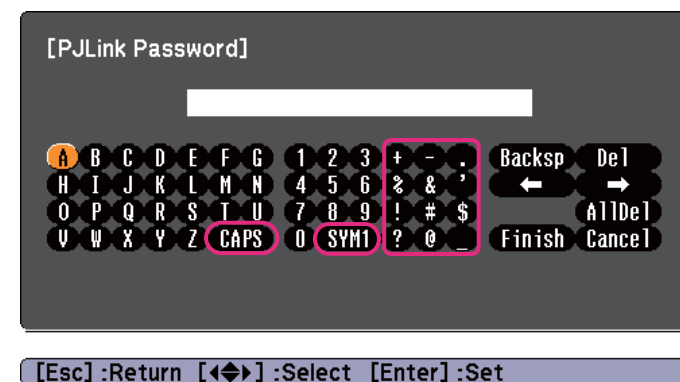 [PJLink Password]
A B C D E F G 1 2 3 + - . Backsp Del
H I J K L M N 4 5 6 % & ’ ← →
O P Q R S T U 7 8 9 ! # $ AllDel
V W X Y Z CAPS 0 SYM1 ? @ _ Finish Cancel
[Esc] :Return [◂◆▸] :Select [Enter] :Set